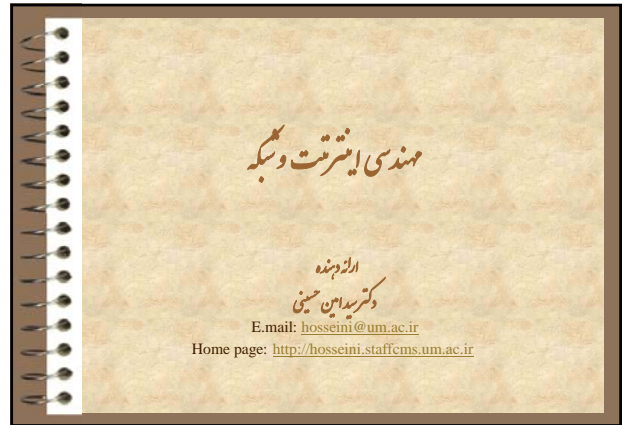 مهندسی اینترنت و شبکه
ارائه دهنده
دکتر سید امین حسینی
E.mail: hosseini@um.ac.ir
Home page: http://hosseini.staffcms.um.ac.ir